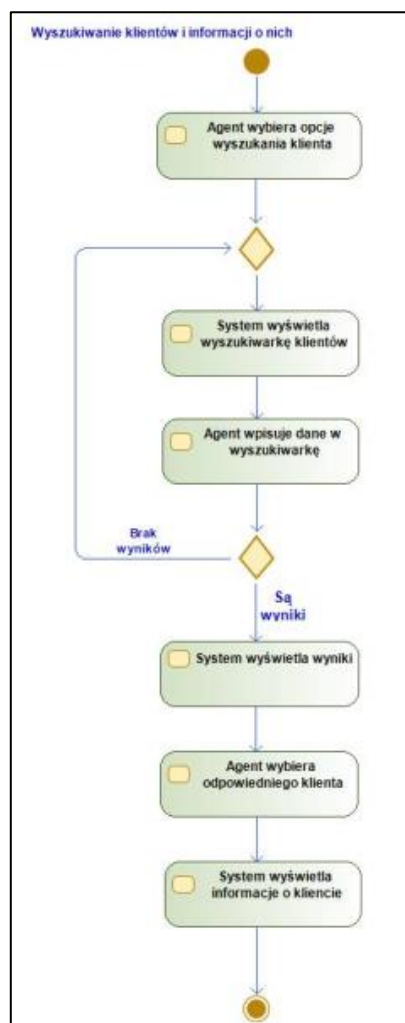 Wyszukiwanie klientów i informacji o nich
Agent wybiera opcje
wyszukania klienta
System wyświetla
wyszukiwarkę klientów
Agent wpisuje dane w
wyszukiwarkę
Brak
wyników
Są
wyniki
System wyświetla wyniki
Agent wybiera
odpowiedniego klienta
System wyświetla
informacje o kliencie